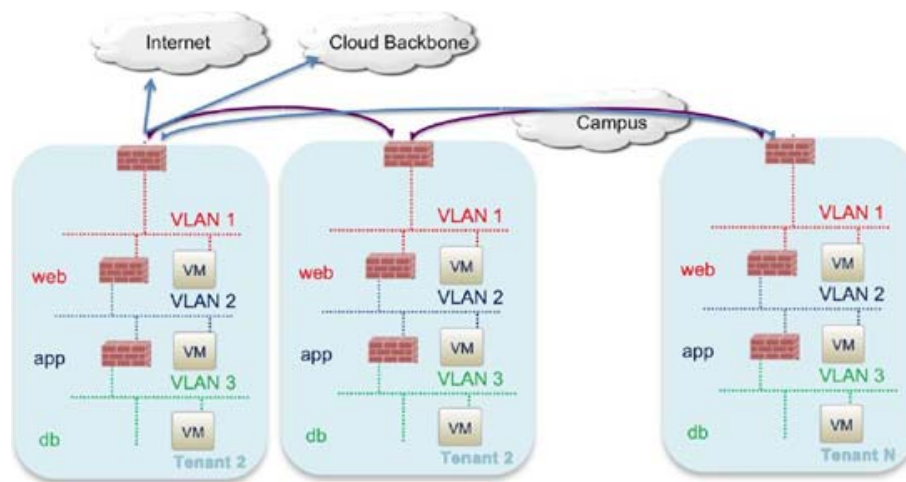 Internet
Cloud Backbone
Campus
VLAN 1
web
VM
VLAN 2
app
VM
VLAN 3
db
VM
Tenant 2
VLAN 1
web
VM
VLAN 2
app
VM
VLAN 3
db
VM
Tenant 2
VLAN 1
web
VM
VLAN 2
app
VM
VLAN 3
db
VM
Tenant N